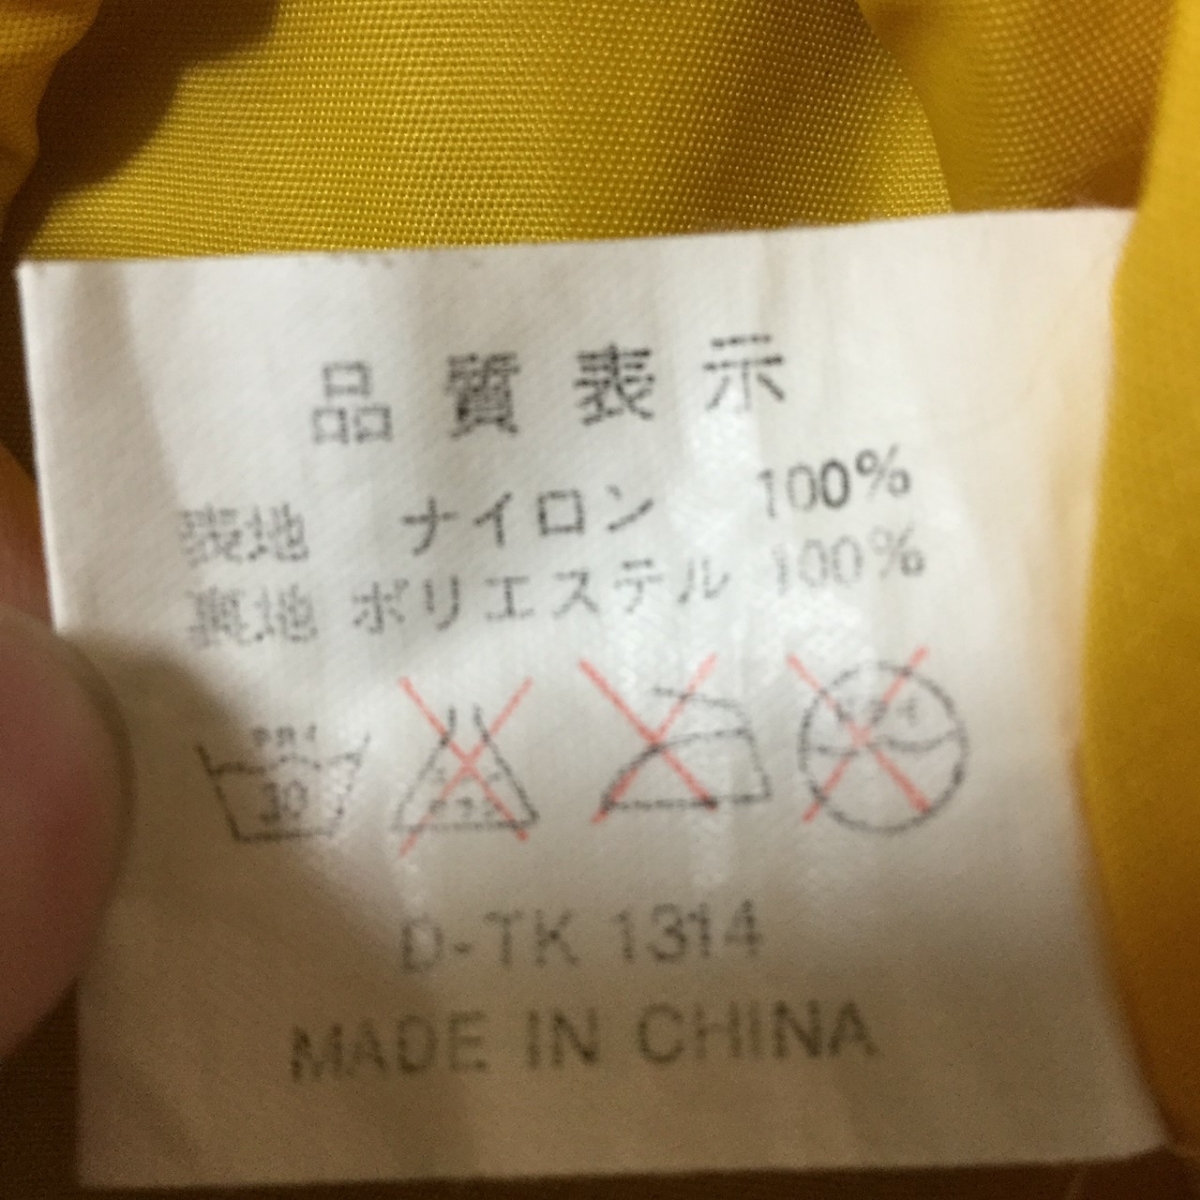 品質表示
表地 ナイロン 100%
裏地 ポリエステル 100%
30
D-TK 1314
MADE IN CHINA